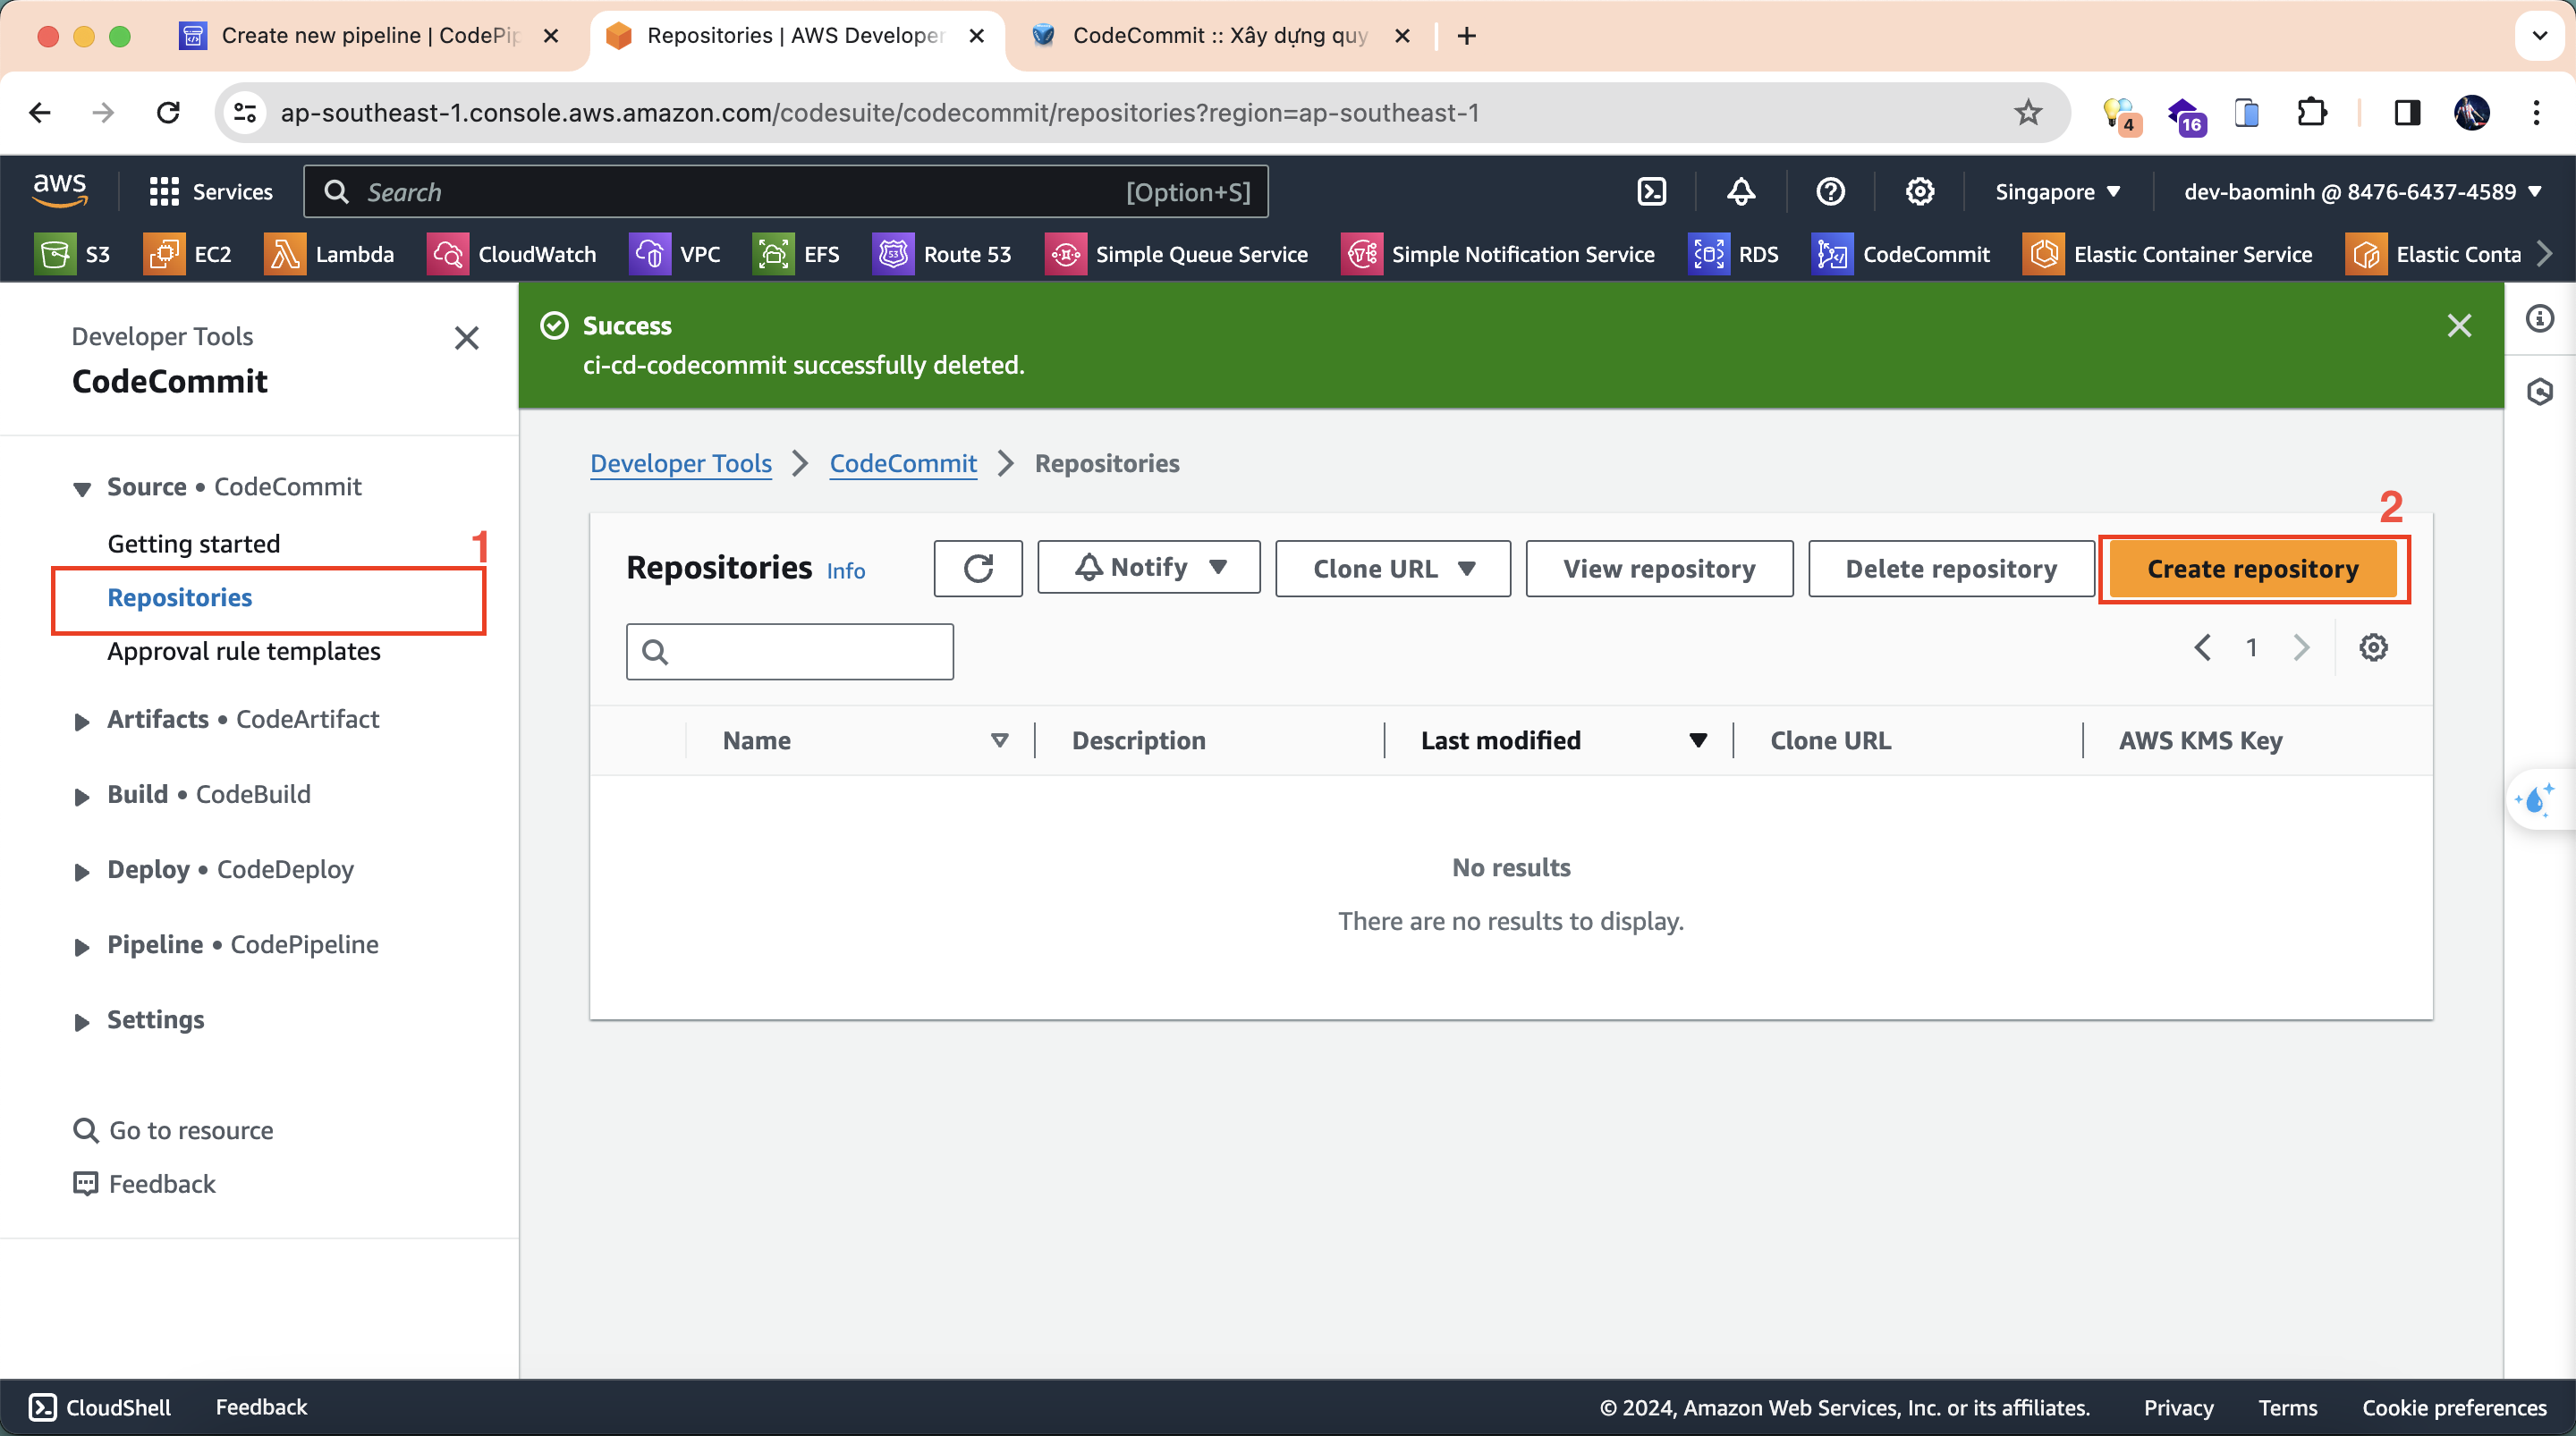 Create new pipeline | CodePip
Repositories | AWS Developer
CodeCommit :: Xây dựng quy
ap-southeast-1.console.aws.amazon.com/codesuite/codecommit/repositories?region=ap-southeast-1
4
16
aws
Services
Search
[Option+S]
Singapore
dev-baominh @ 8476-6437-4589
S3
EC2
Lambda
CloudWatch
VPC
EFS
53
Route 53
Simple Queue Service
Simple Notification Service
RDS
CodeCommit
Elastic Container Service
Elastic Conta
Developer Tools
CodeCommit
Source • CodeCommit
Getting started
1
Repositories
Approval rule templates
Artifacts • CodeArtifact
Build • CodeBuild
Deploy • CodeDeploy
Pipeline • CodePipeline
Settings
Go to resource
Feedback
Success
ci-cd-codecommit successfully deleted.
Developer Tools
CodeCommit
Repositories
2
Repositories Info
Notify
Clone URL
View repository
Delete repository
Create repository
1
Name
Description
Last modified
Clone URL
AWS KMS Key
No results
There are no results to display.
CloudShell
Feedback
© 2024, Amazon Web Services, Inc. or its affiliates.
Privacy
Terms
Cookie preferences